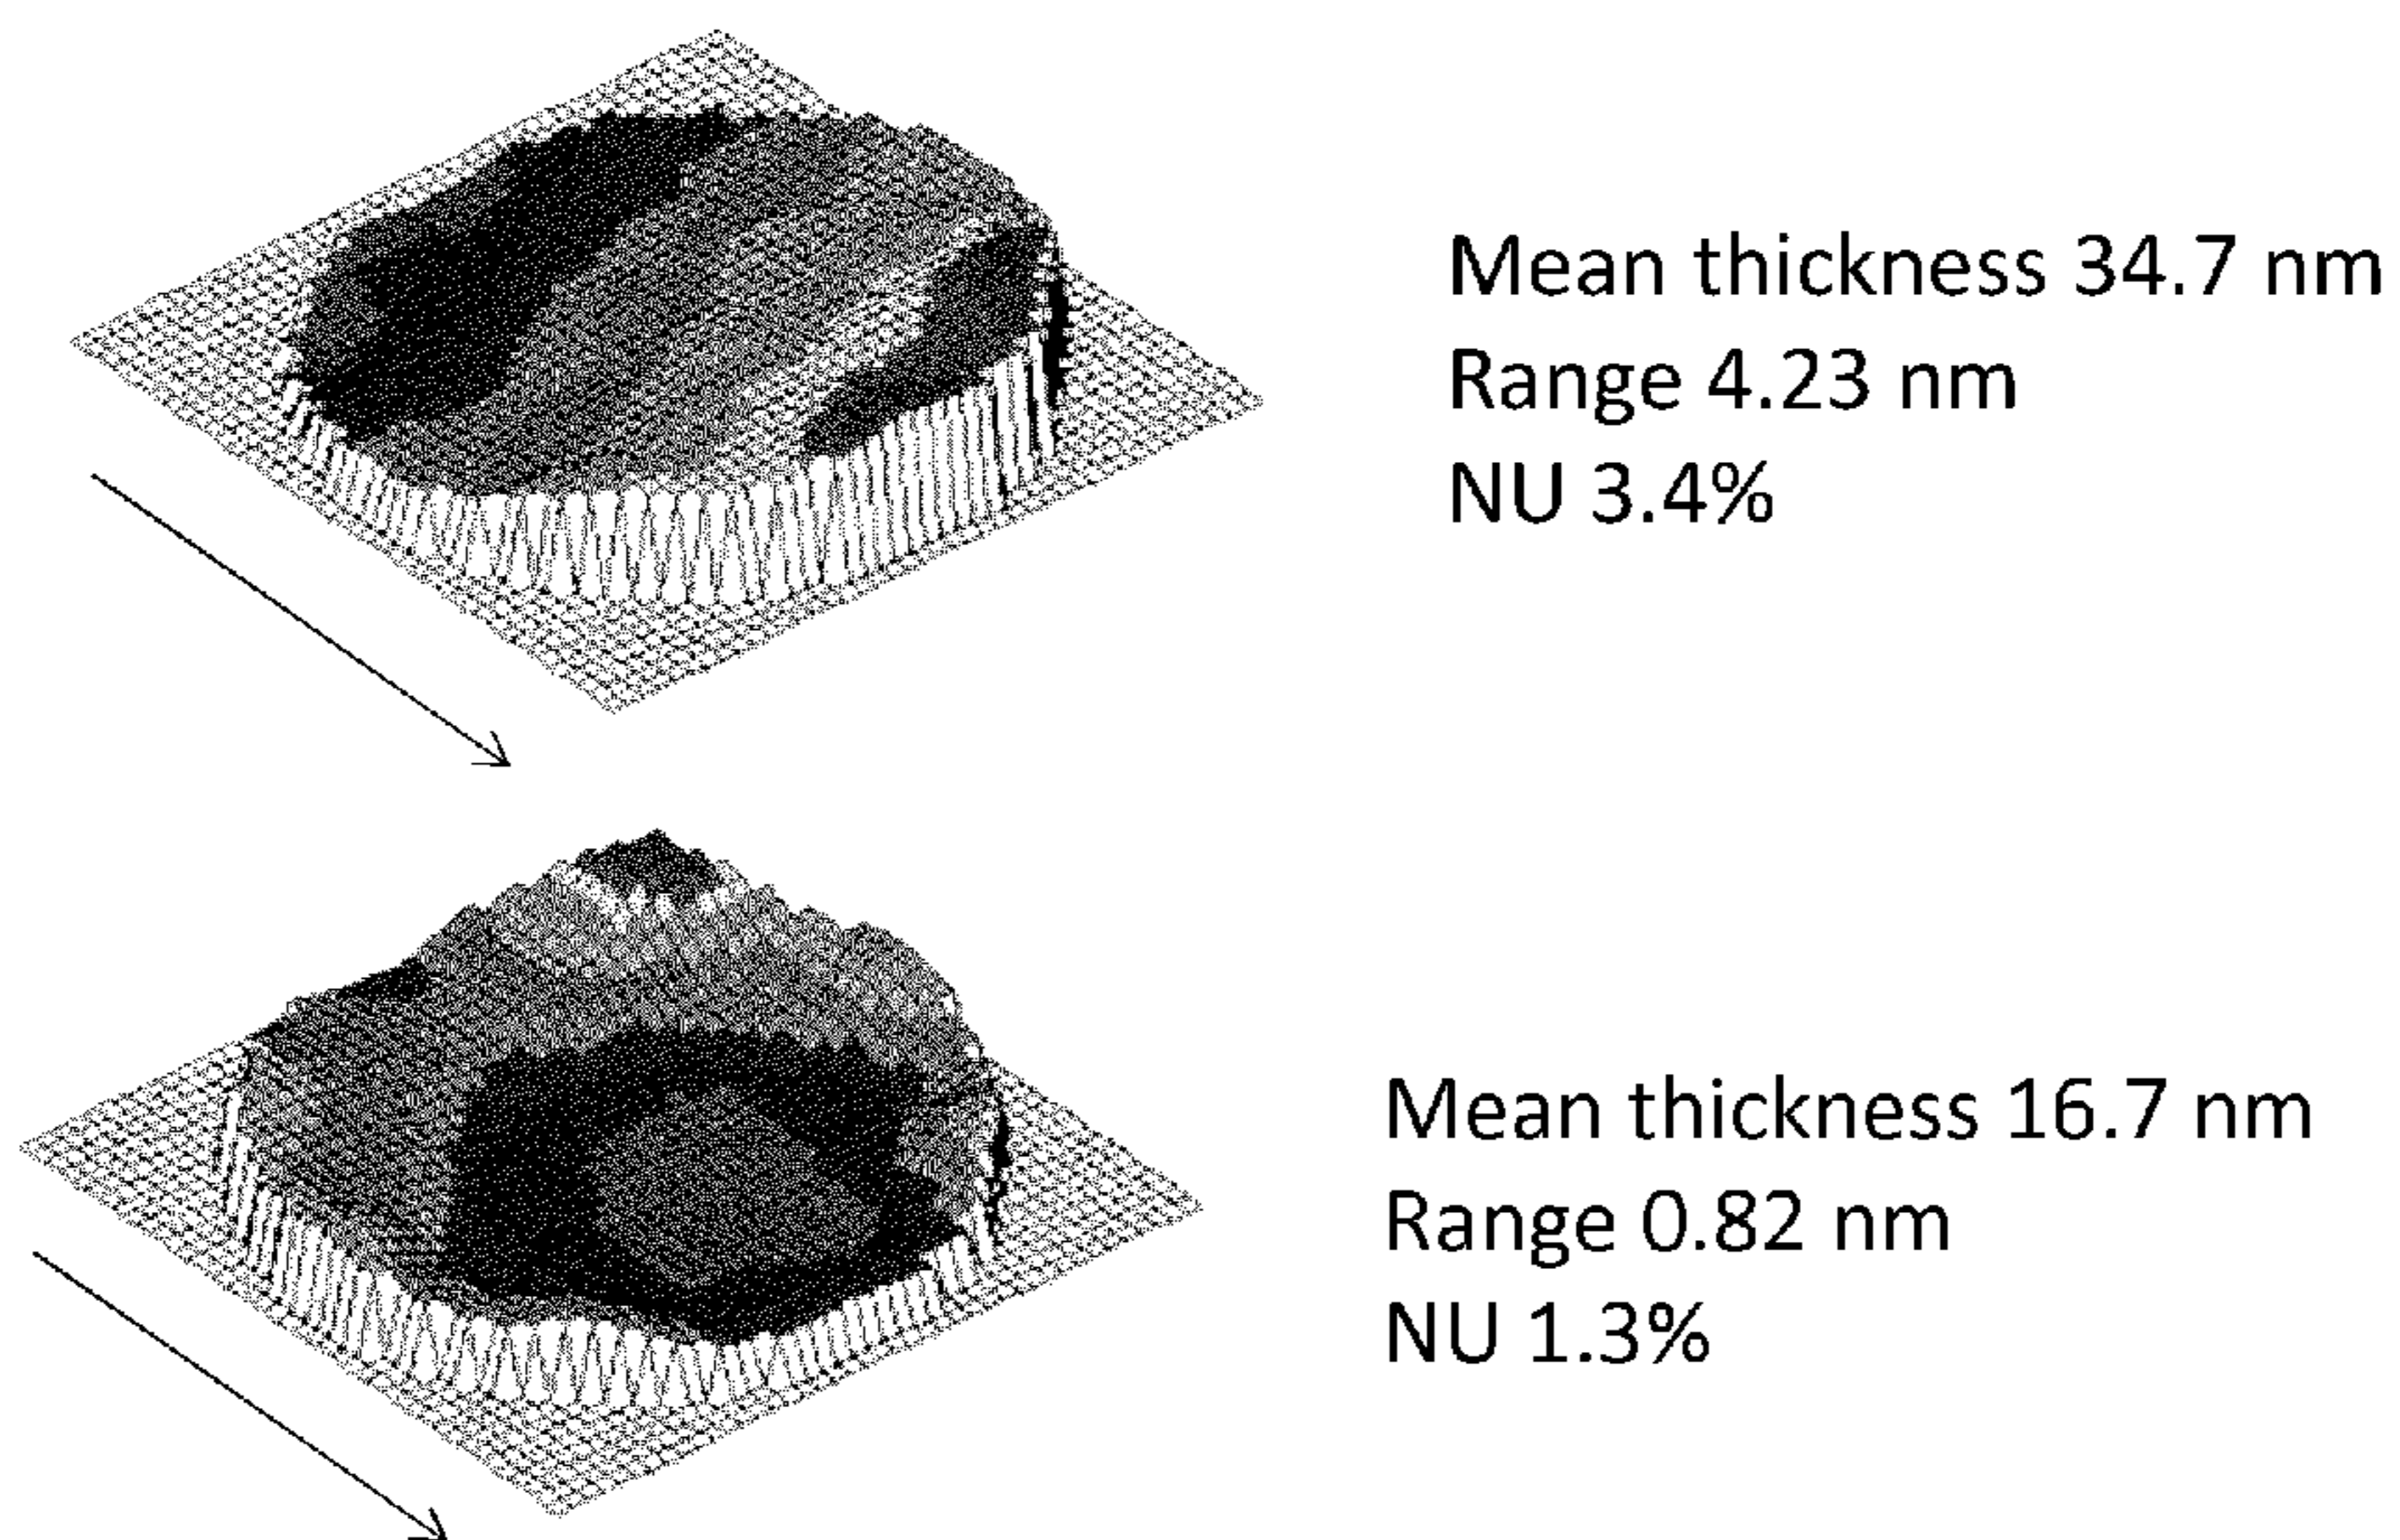 Mean thickness 34.7 nm
Range 4.23 nm
NU 3.4%
Mean thickness 16.7 nm
Range 0.82 nm
NU 1.3%